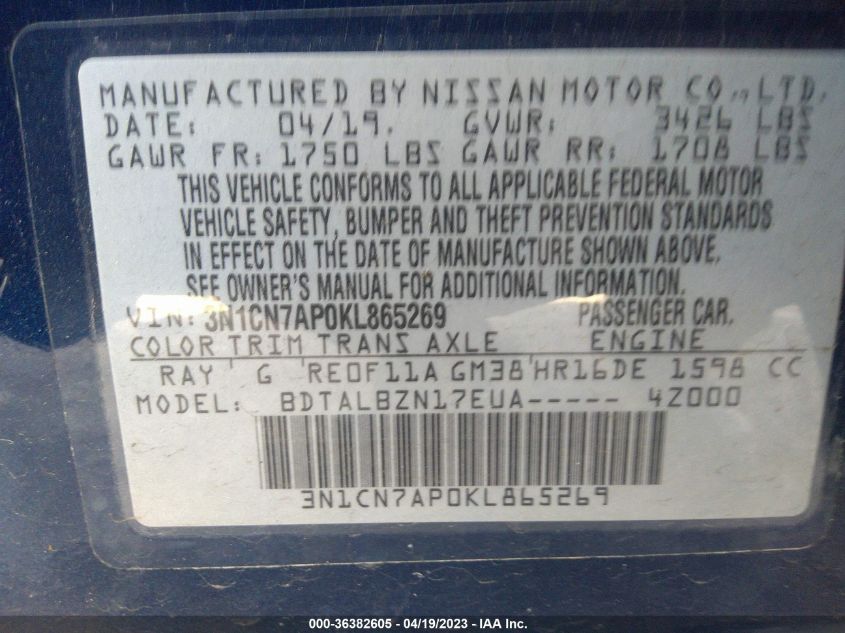 MANUFACTURED BY NISSAN MOTOR CO., LTD.
DATE: 04/19. GVWR: 3426 LBS
GAWR FR: 1750 LBS GAWR RR: 1708 LBS
THIS VEHICLE CONFORMS TO ALL APPLICABLE FEDERAL MOTOR
VEHICLE SAFETY, BUMPER AND THEFT PREVENTION STANDARDS
IN EFFECT ON THE DATE OF MANUFACTURE SHOWN ABOVE.
SEE OWNER'S MANUAL FOR ADDITIONAL INFORMATION.
VIN: 3N1CN7AP0KL865269 PASSENGER CAR.
COLOR TRIM TRANS AXLE ENGINE
RAY G RE0F11A GM38 HR16DE 1598 CC
MODEL: BDTALBZN17EUA----- 4Z000
3N1CN7AP0KL865269
000-36382605 - 04/19/2023 - IAA Inc.